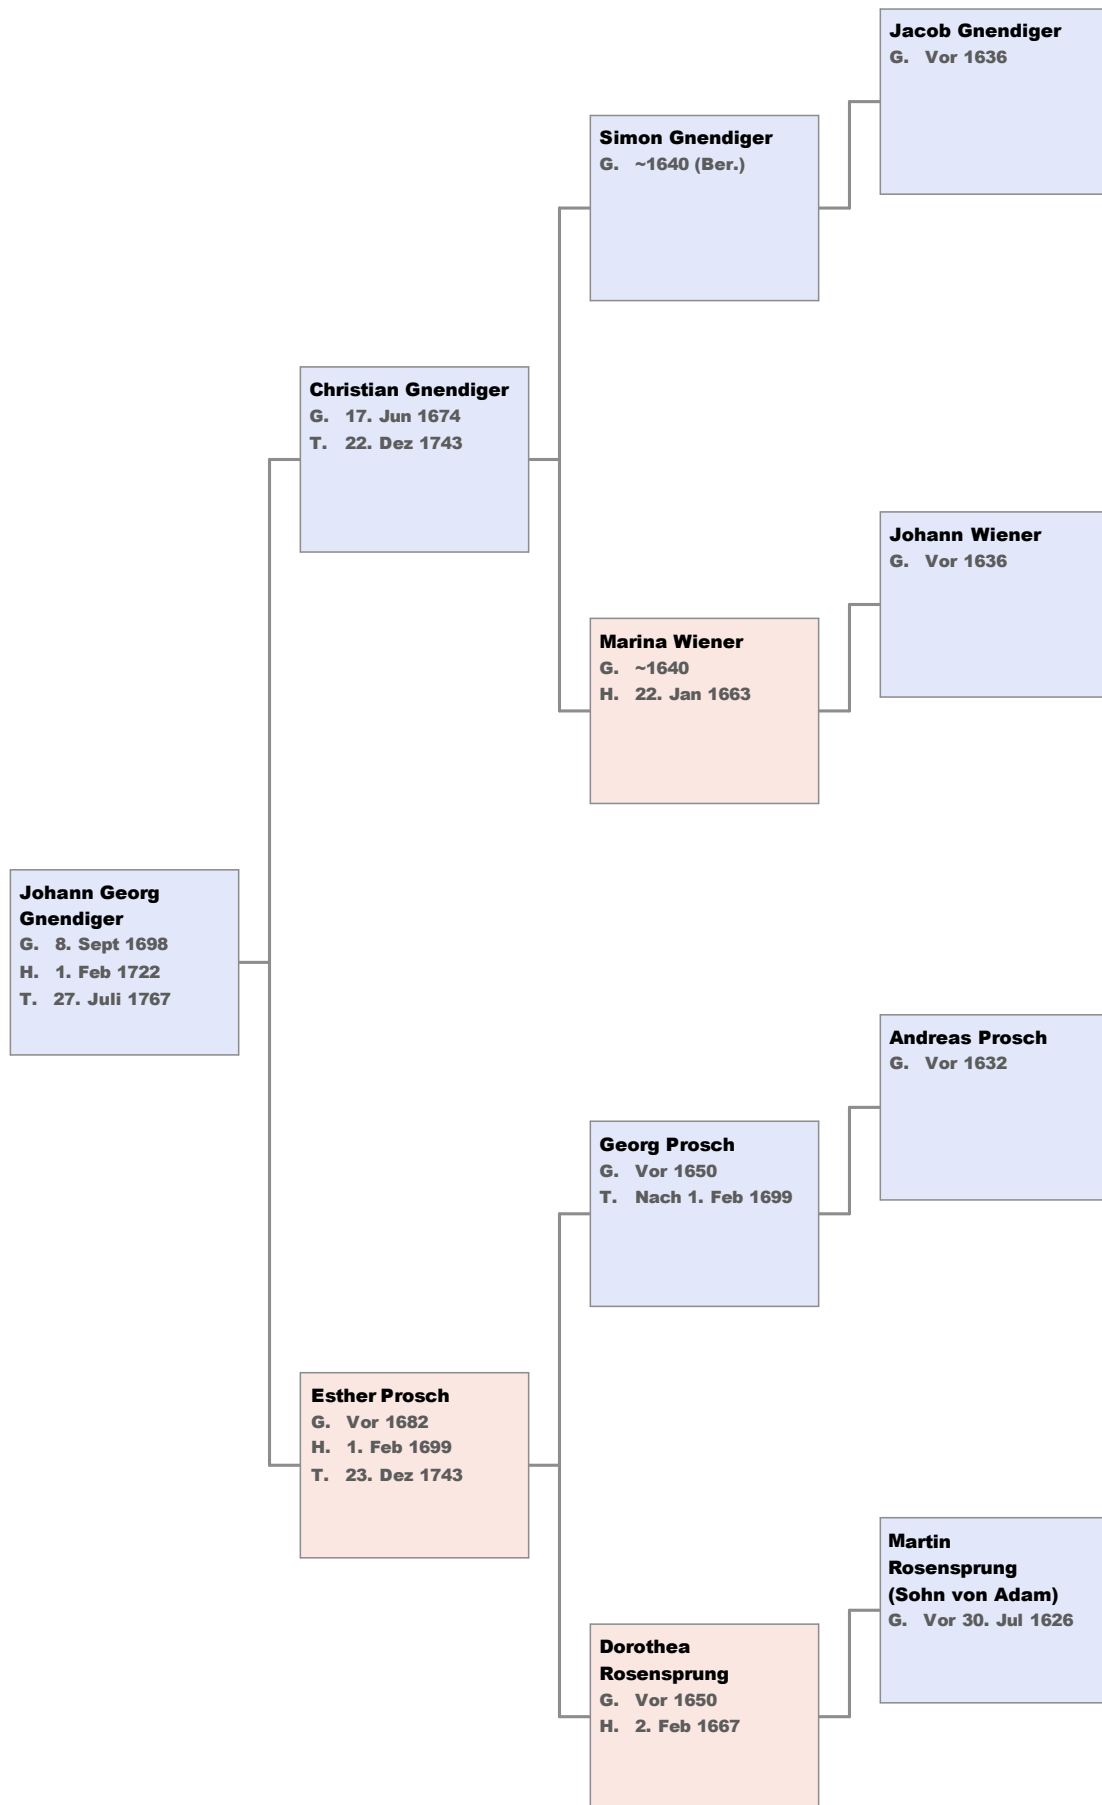 Jacob Gnendiger
G. Vor 1636
Simon Gnendiger
G. ~1640 (Ber.)
Christian Gnendiger
G. 17. Jun 1674
T. 22. Dez 1743
Johann Wiener
G. Vor 1636
Marina Wiener
G. ~1640
H. 22. Jan 1663
Johann Georg
Gnendiger
G. 8. Sept 1698
H. 1. Feb 1722
T. 27. Juli 1767
Andreas Prosch
G. Vor 1632
Georg Prosch
G. Vor 1650
T. Nach 1. Feb 1699
Esther Prosch
G. Vor 1682
H. 1. Feb 1699
T. 23. Dez 1743
Martin
Rosensprung
(Sohn von Adam)
G. Vor 30. Jul 1626
Dorothea
Rosensprung
G. Vor 1650
H. 2. Feb 1667